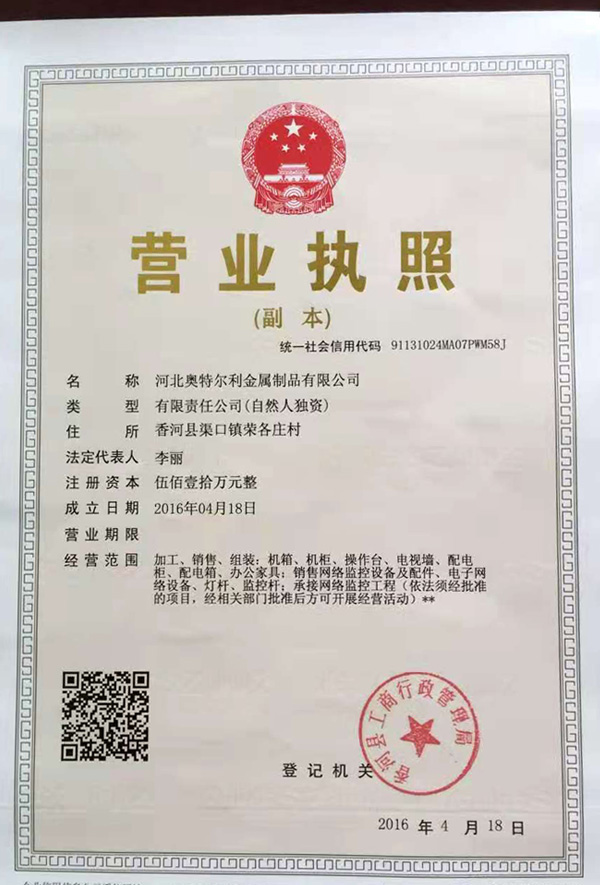 营业执照
(副 本)
统一社会信用代码 91131024MA07PWM58J
名 称 河北奥特尔利金属制品有限公司
类 型 有限责任公司(自然人独资)
住 所 香河县渠口镇荣各庄村
法定代表人 李丽
注册资本 伍佰壹拾万元整
成立日期 2016年04月18日
营业期限
经营范围 加工、销售、组装：机箱、机柜、操作台、电视墙、配电
柜、配电箱、办公家具；销售网络监控设备及配件、电子网
络设备、灯杆、监控杆；承接网络监控工程（依法须经批准
的项目，经相关部门批准后方可开展经营活动）**
香河县工商行政管理局
登记机关
2016 年 4 月 18 日